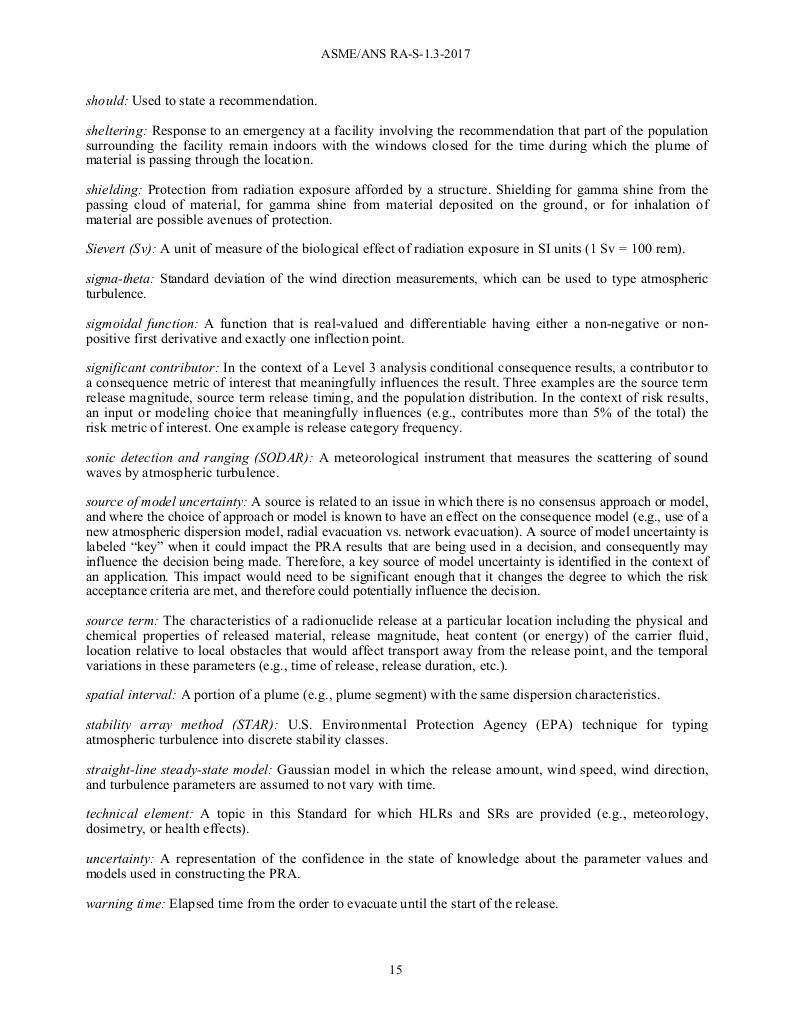 ASME/ANS RA-S-1.3-2017
should: Used to state a recommendation.
sheltering: Response to an emergency at a facility involving the recommendation that part of the population
surrounding the facility remain indoors with the windows closed for the time during which the plume of
material is passing through the location.
shielding: Protection from radiation exposure afforded by a structure. Shielding for gamma shine from the
passing cloud of material, for gamma shine from material deposited on the ground, or for inhalation of
material are possible avenues of protection.
Sievert (Sv): A unit of measure of the biological effect of radiation exposure in SI units (1 Sv = 100 rem).
sigma-theta: Standard deviation of the wind direction measurements, which can be used to type atmospheric
turbulence.
sigmoidal function: A function that is real-valued and differentiable having either a non-negative or non-
positive first derivative and exactly one inflection point.
significant contributor: In the context of a Level 3 analysis conditional consequence results, a contributor to
a consequence metric of interest that meaningfully influences the result. Three examples are the source term
release magnitude, source term release timing, and the population distribution. In the context of risk results,
an input or modeling choice that meaningfully influences (e.g., contributes more than 5% of the total) the
risk metric of interest. One example is release category frequency.
sonic detection and ranging (SODAR): A meteorological instrument that measures the scattering of sound
waves by atmospheric turbulence.
source of model uncertainty: A source is related to an issue in which there is no consensus approach or model,
and where the choice of approach or model is known to have an effect on the consequence model (e.g., use of a
new atmospheric dispersion model, radial evacuation vs. network evacuation). A source of model uncertainty is
labeled “key” when it could impact the PRA results that are being used in a decision, and consequently may
influence the decision being made. Therefore, a key source of model uncertainty is identified in the context of
an application. This impact would need to be significant enough that it changes the degree to which the risk
acceptance criteria are met, and therefore could potentially influence the decision.
source term: The characteristics of a radionuclide release at a particular location including the physical and
chemical properties of released material, release magnitude, heat content (or energy) of the carrier fluid,
location relative to local obstacles that would affect transport away from the release point, and the temporal
variations in these parameters (e.g., time of release, release duration, etc.).
spatial interval: A portion of a plume (e.g., plume segment) with the same dispersion characteristics.
stability array method (STAR): U.S. Environmental Protection Agency (EPA) technique for typing
atmospheric turbulence into discrete stability classes.
straight-line steady-state model: Gaussian model in which the release amount, wind speed, wind direction,
and turbulence parameters are assumed to not vary with time.
technical element: A topic in this Standard for which HLRs and SRs are provided (e.g., meteorology,
dosimetry, or health effects).
uncertainty: A representation of the confidence in the state of knowledge about the parameter values and
models used in constructing the PRA.
warning time: Elapsed time from the order to evacuate until the start of the release.
15